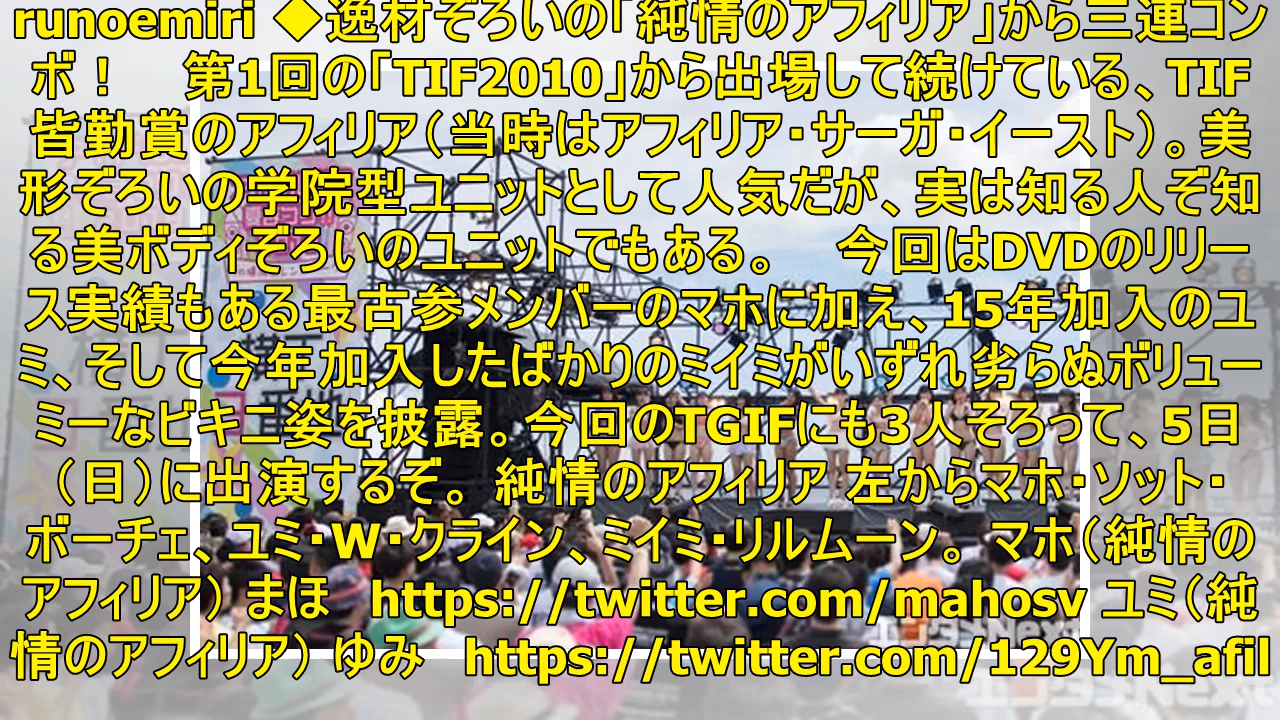 runoemiri ◆逸材ぞろいの「純情のアフィリア」から三連コン
ボ！　第1回の「TIF2010」から出場して続けている、TIF
皆勤賞のアフィリア（当時はアフィリア・サーガ・イースト）。美
形ぞろいの学院型ユニットとして人気だが、実は知る人ぞ知
る美ボディぞろいのユニットでもある。　今回はDVDのリリー
ス実績もある最古参メンバーのマホに加え、15年加入のユ
ミ、そして今年加入したばかりのミイミがいずれ劣らぬボリュー
ミーなビキニ姿を披露。今回のTGIFにも3人そろって、5日
（日）に出演するぞ。 純情のアフィリア 左からマホ・ソット・
ボーチェ、ユミ・W・クライン、ミイミ・リルムーン。 マホ（純情の
アフィリア） まほ　https://twitter.com/mahosv ユミ（純
情のアフィリア） ゆみ　https://twitter.com/129Ym_afil